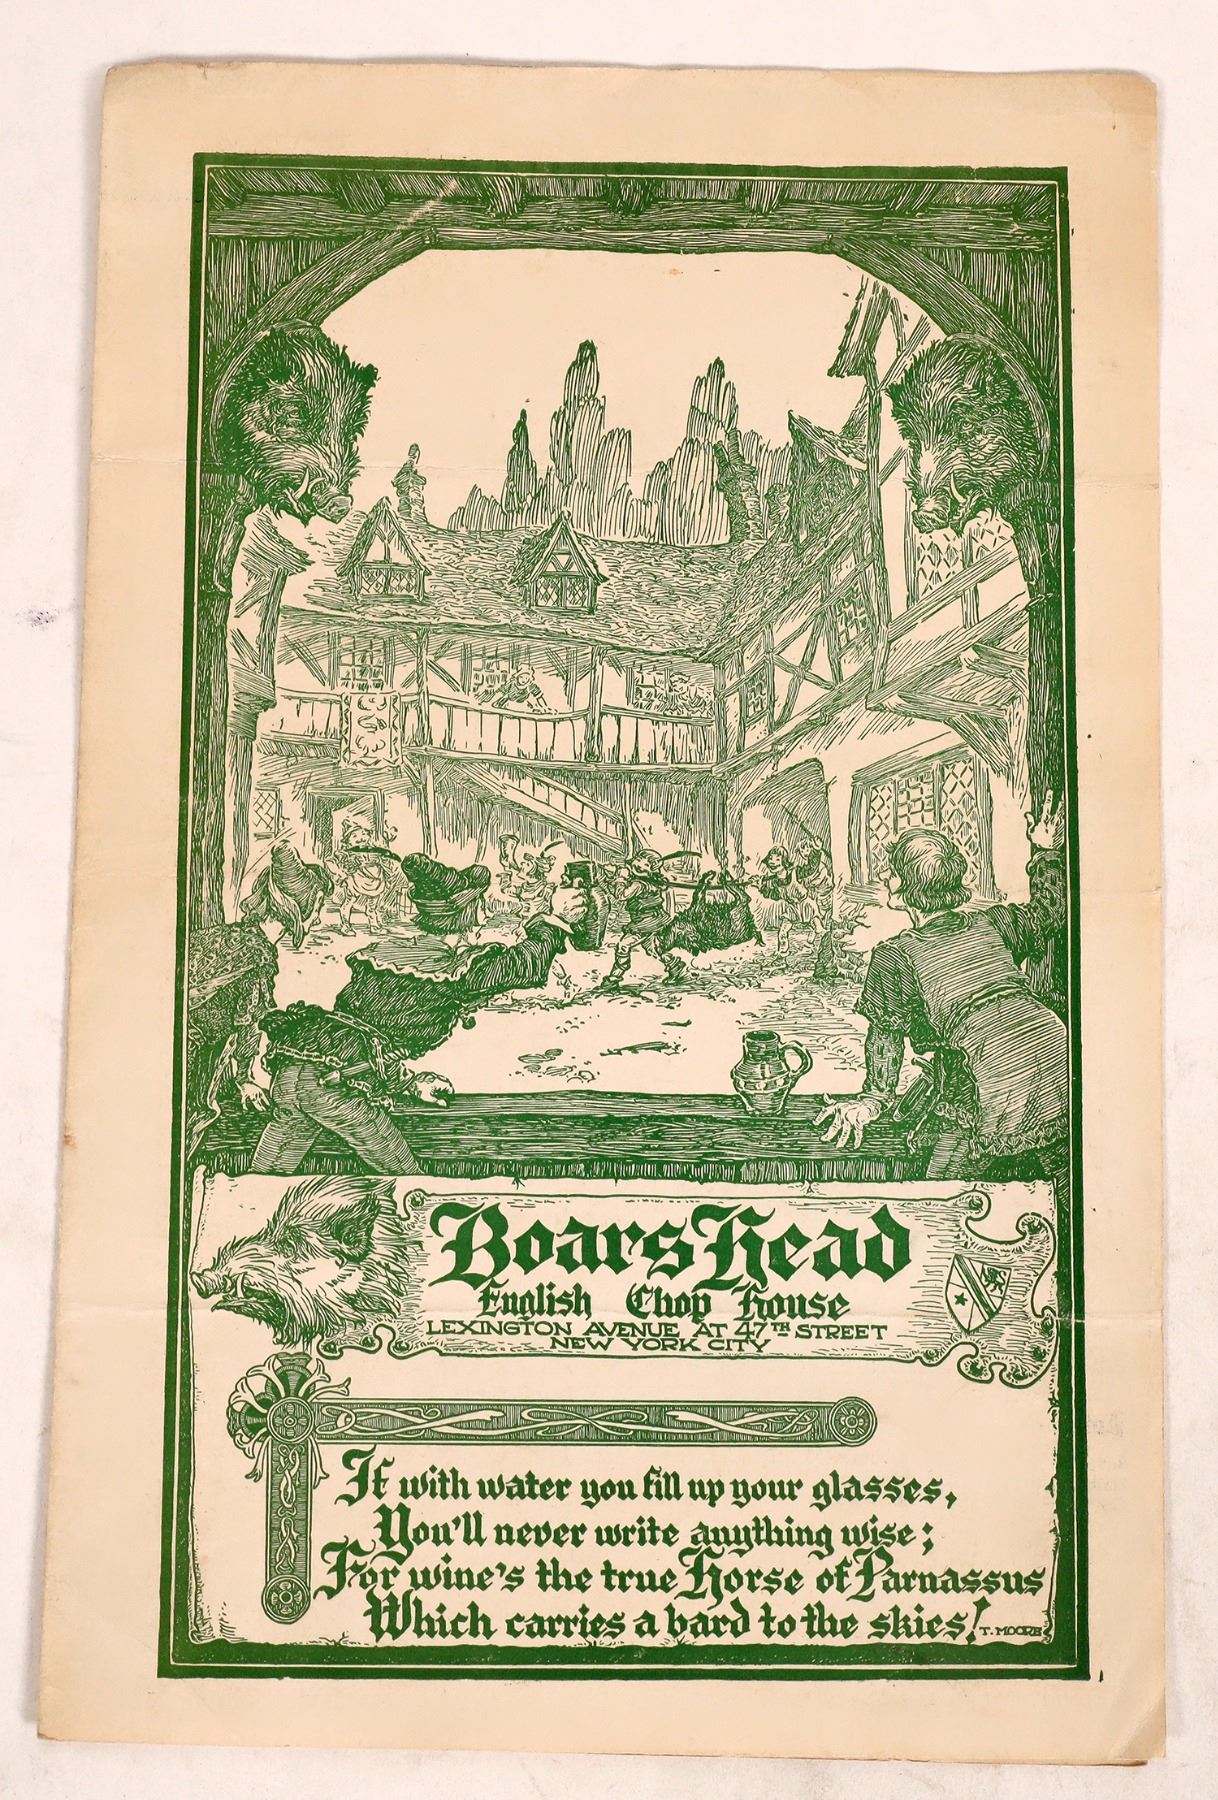 Boars Head
English Chop House
LEXINGTON AVENUE AT 47TH STREET
NEW YORK CITY
If with water you fill up your glasses,
You'll never write anything wise;
For wine's the true Horse of Parnassus
Which carries a bard to the skies!
T. MOORE